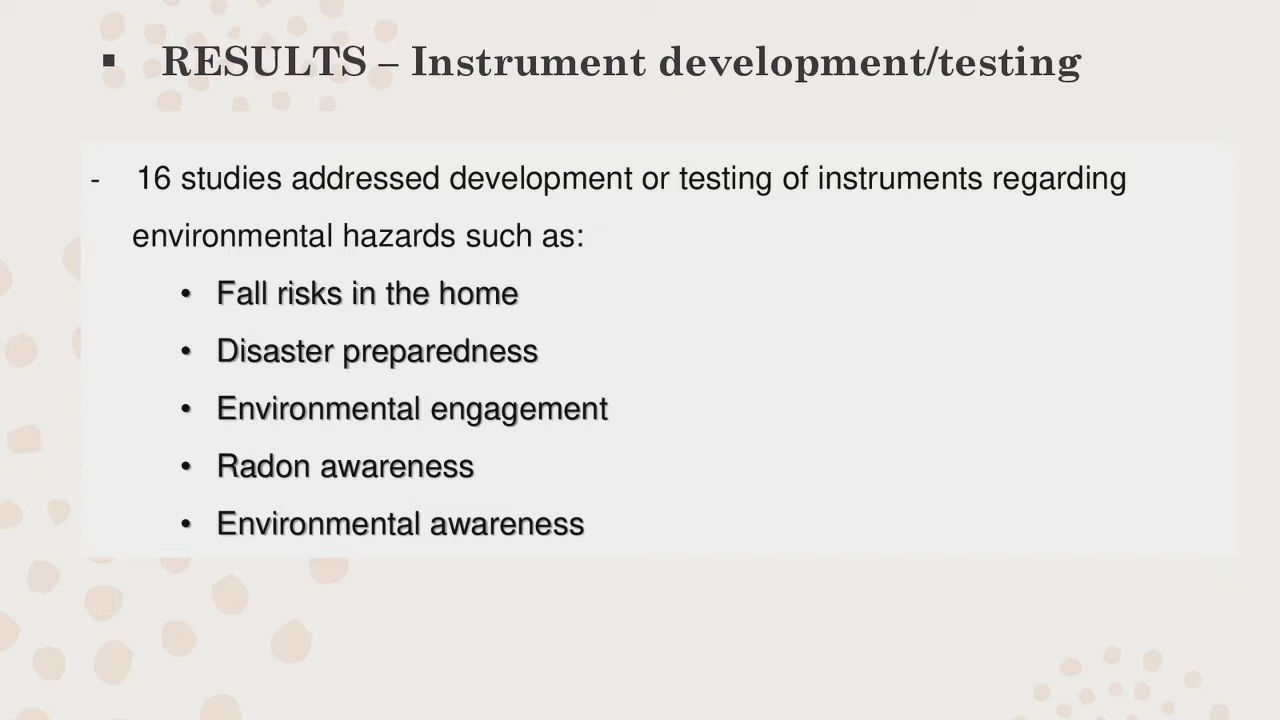 ▪ RESULTS – Instrument development/testing
- 16 studies addressed development or testing of instruments regarding
environmental hazards such as:
• Fall risks in the home
• Disaster preparedness
• Environmental engagement
• Radon awareness
• Environmental awareness